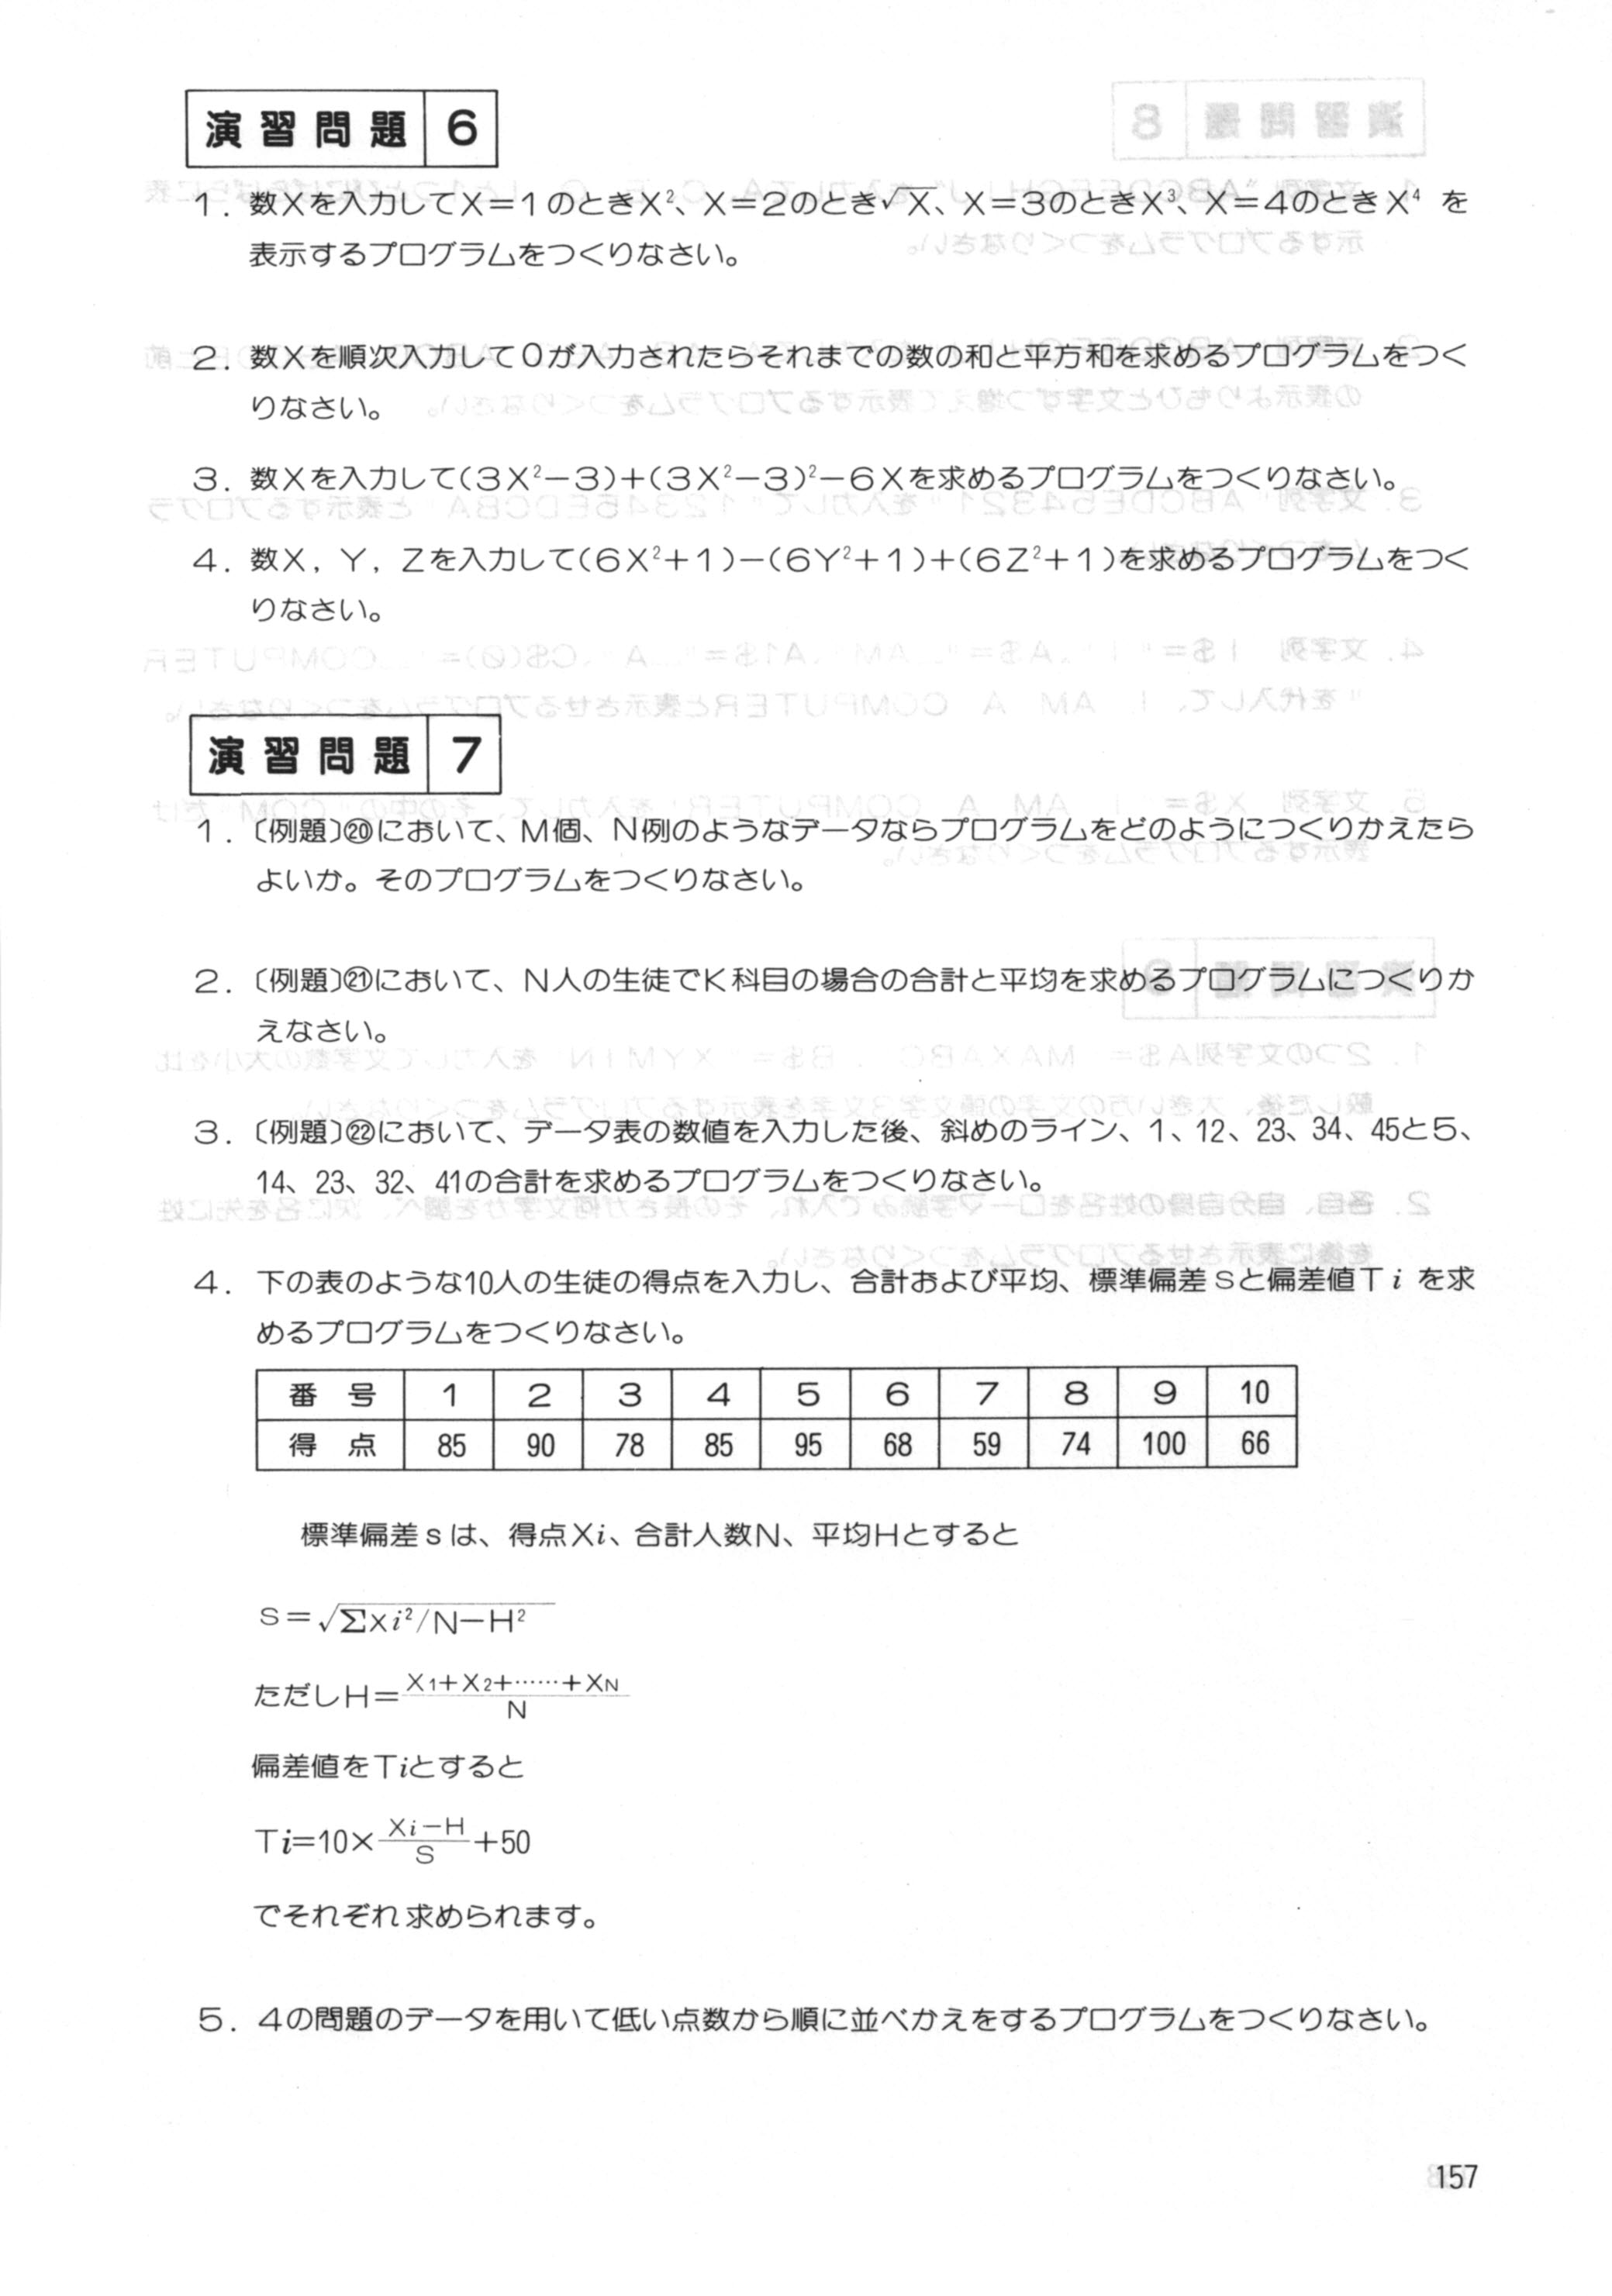 演習問題 6
1. 数Xを入力してX=1のときX²、X=2のとき√X、X=3のときX³、X=4のときX⁴ を
表示するプログラムをつくりなさい。
2. 数Xを順次入力して0が入力されたらそれまでの数の和と平方和を求めるプログラムをつく
りなさい。
3. 数Xを入力して(3X²−3)+(3X²−3)²−6Xを求めるプログラムをつくりなさい。
4. 数X, Y, Zを入力して(6X²+1)−(6Y²+1)+(6Z²+1)を求めるプログラムをつく
りなさい。
演習問題 7
1. 〔例題〕⑳において、M個、N例のようなデータならプログラムをどのようにつくりかえたら
よいか。そのプログラムをつくりなさい。
2. 〔例題〕㉑において、N人の生徒でK科目の場合の合計と平均を求めるプログラムにつくりか
えなさい。
3. 〔例題〕㉒において、データ表の数値を入力した後、斜めのライン、1、12、23、34、45と5、
14、23、32、41の合計を求めるプログラムをつくりなさい。
4. 下の表のような10人の生徒の得点を入力し、合計および平均、標準偏差Sと偏差値Ti を求
めるプログラムをつくりなさい。
番号 1 2 3 4 5 6 7 8 9 10
得点 85 90 78 85 95 68 59 74 100 66
標準偏差sは、得点Xi、合計人数N、平均Hとすると
S=√Σxi²/N−H²
ただしH=X1+X2+……+XN/N
偏差値をTiとすると
Ti=10×Xi−H/S+50
でそれぞれ求められます。
5. 4の問題のデータを用いて低い点数から順に並べかえをするプログラムをつくりなさい。
157